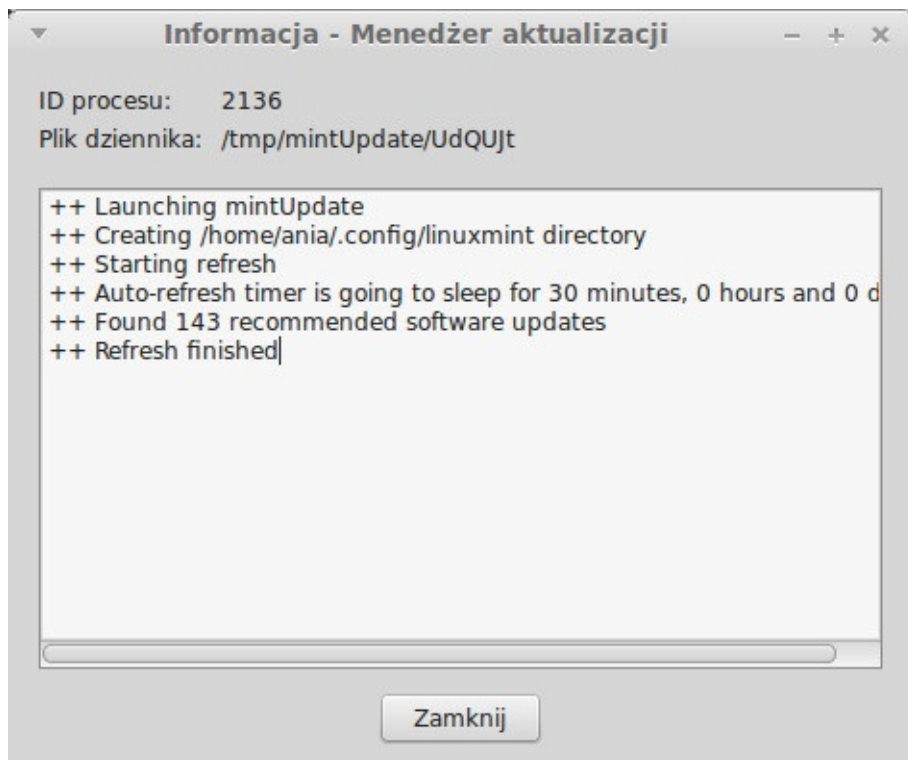 Informacja - Menedżer aktualizacji
ID procesu: 2136
Plik dziennika: /tmp/mintUpdate/UdQUJt
++ Launching mintUpdate
++ Creating /home/ania/.config/linuxmint directory
++ Starting refresh
++ Auto-refresh timer is going to sleep for 30 minutes, 0 hours and 0 d
++ Found 143 recommended software updates
++ Refresh finished
Zamknij